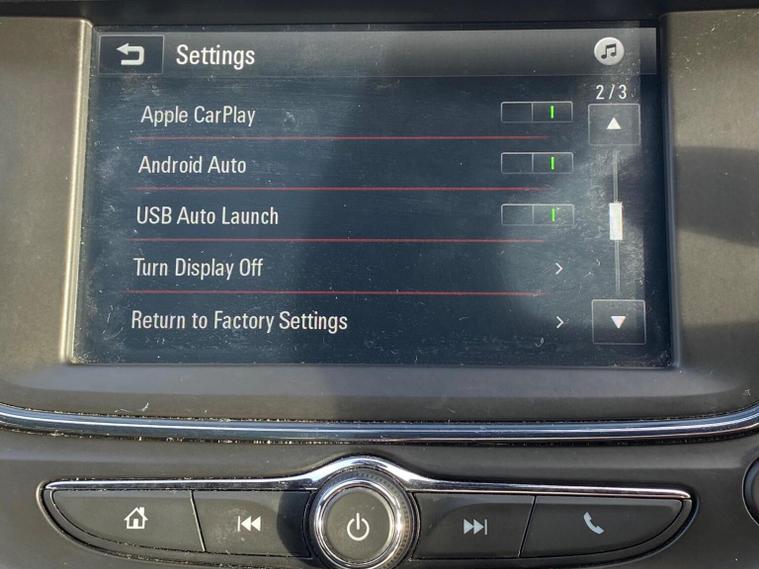 Settings
2/3
Apple CarPlay
Android Auto
USB Auto Launch
Turn Display Off
Return to Factory Settings